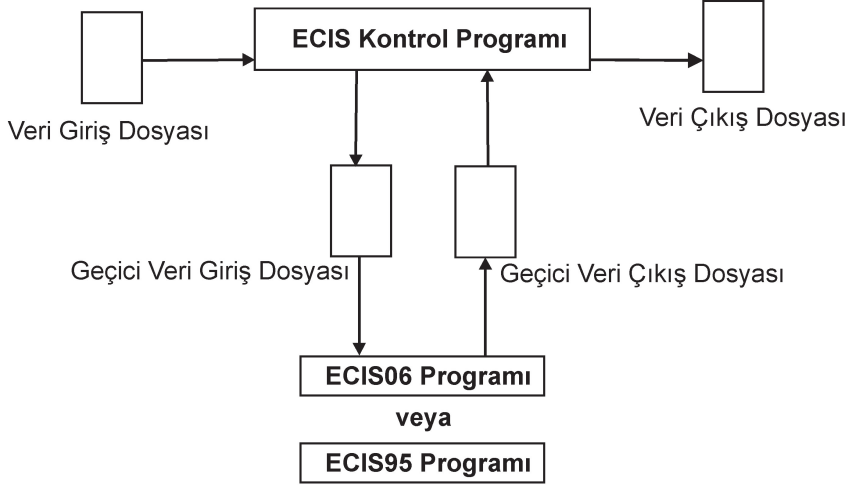 ECIS Kontrol Programı
Veri Giriş Dosyası
Veri Çıkış Dosyası
Geçici Veri Giriş Dosyası
Geçici Veri Çıkış Dosyası
ECIS06 Programı
veya
ECIS95 Programı